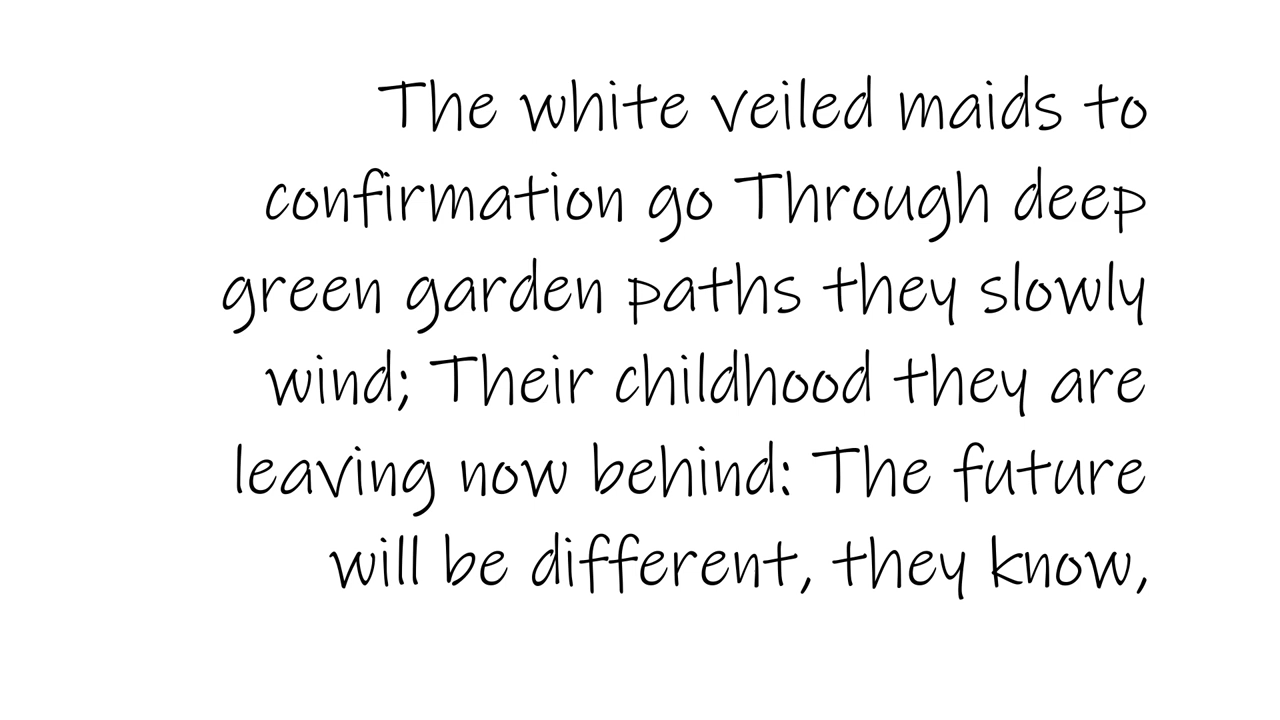 The white veiled maids to
confirmation go Through deep
green garden paths they slowly
wind; Their childhood they are
leaving now behind: The future
will be different, they know,